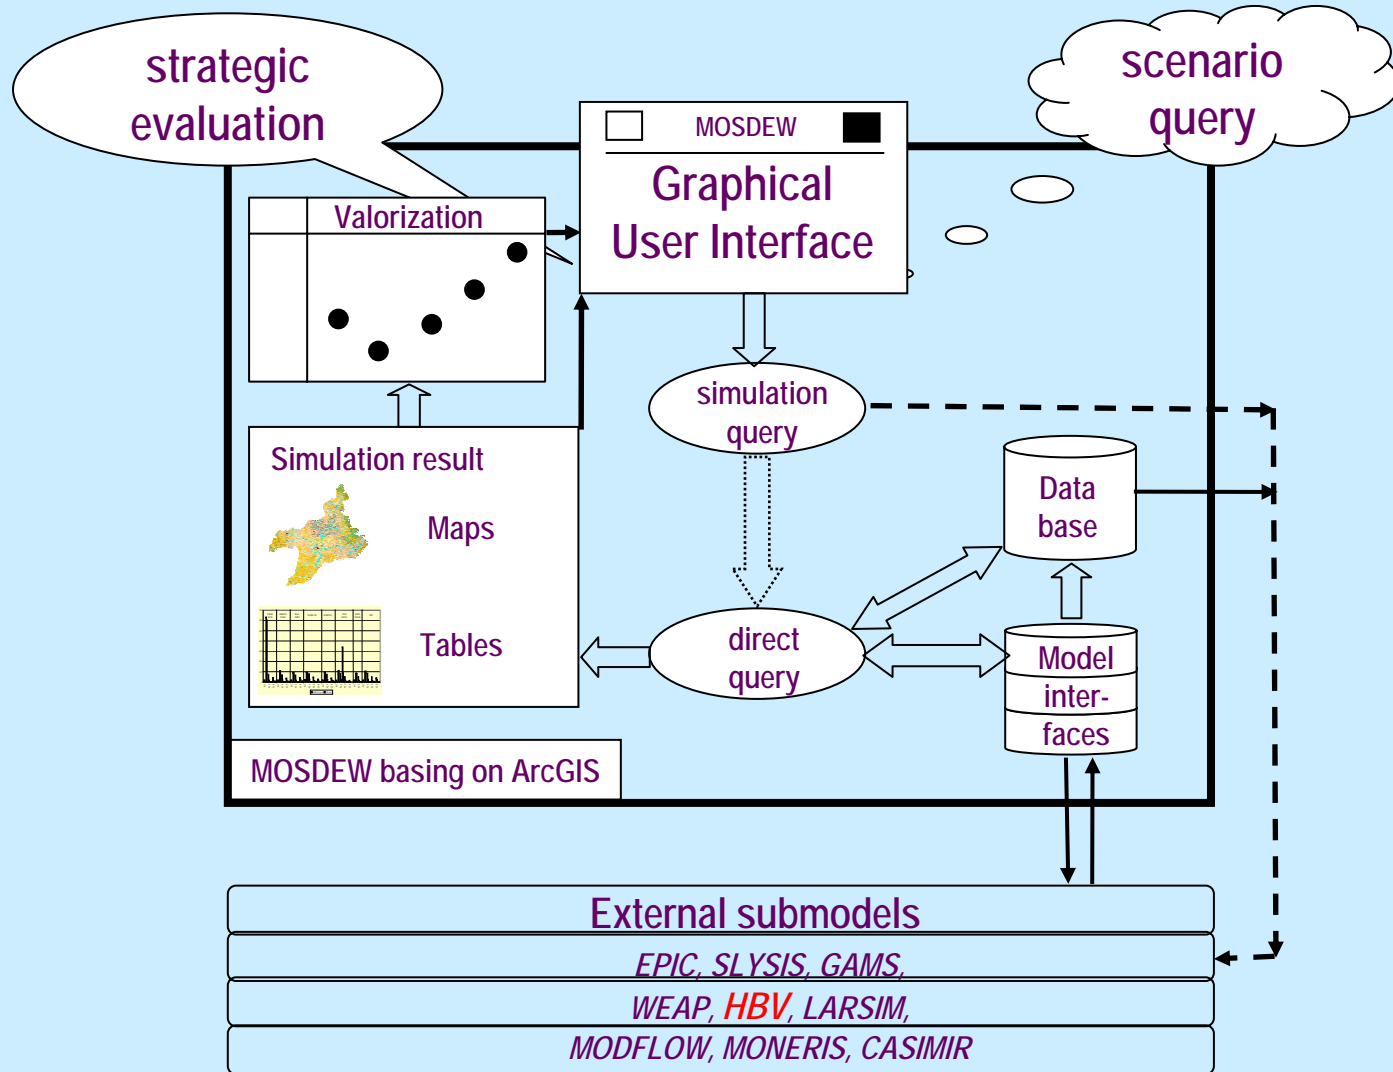 strategic
evaluation
scenario
query
MOSDEW
Graphical
User Interface
Valorization
simulation
query
Simulation result
Maps
Tables
Data
base
direct
query
Model
inter-
faces
MOSDEW basing on ArcGIS
External submodels
EPIC, SLYSIS, GAMS,
WEAP, HBV, LARSIM,
MODFLOW, MONERIS, CASIMIR